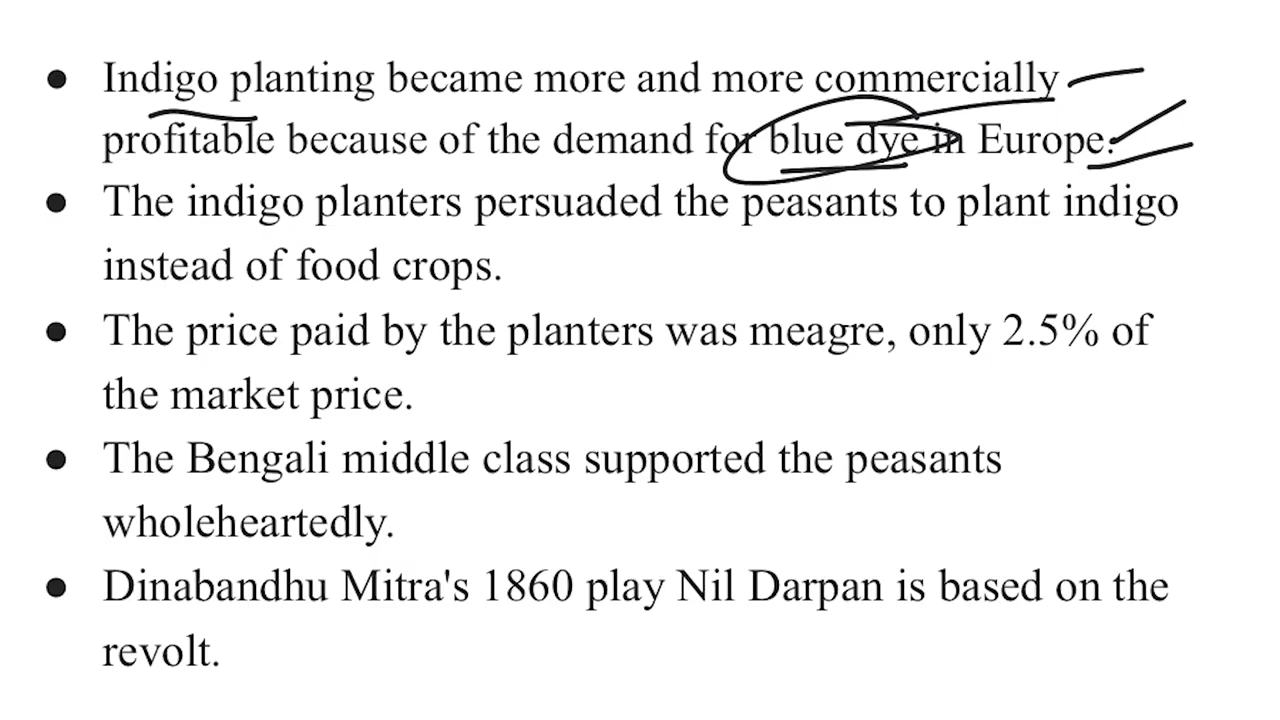 ● Indigo planting became more and more commercially
profitable because of the demand for blue dye in Europe.
● The indigo planters persuaded the peasants to plant indigo
instead of food crops.
● The price paid by the planters was meagre, only 2.5% of
the market price.
● The Bengali middle class supported the peasants
wholeheartedly.
● Dinabandhu Mitra's 1860 play Nil Darpan is based on the
revolt.